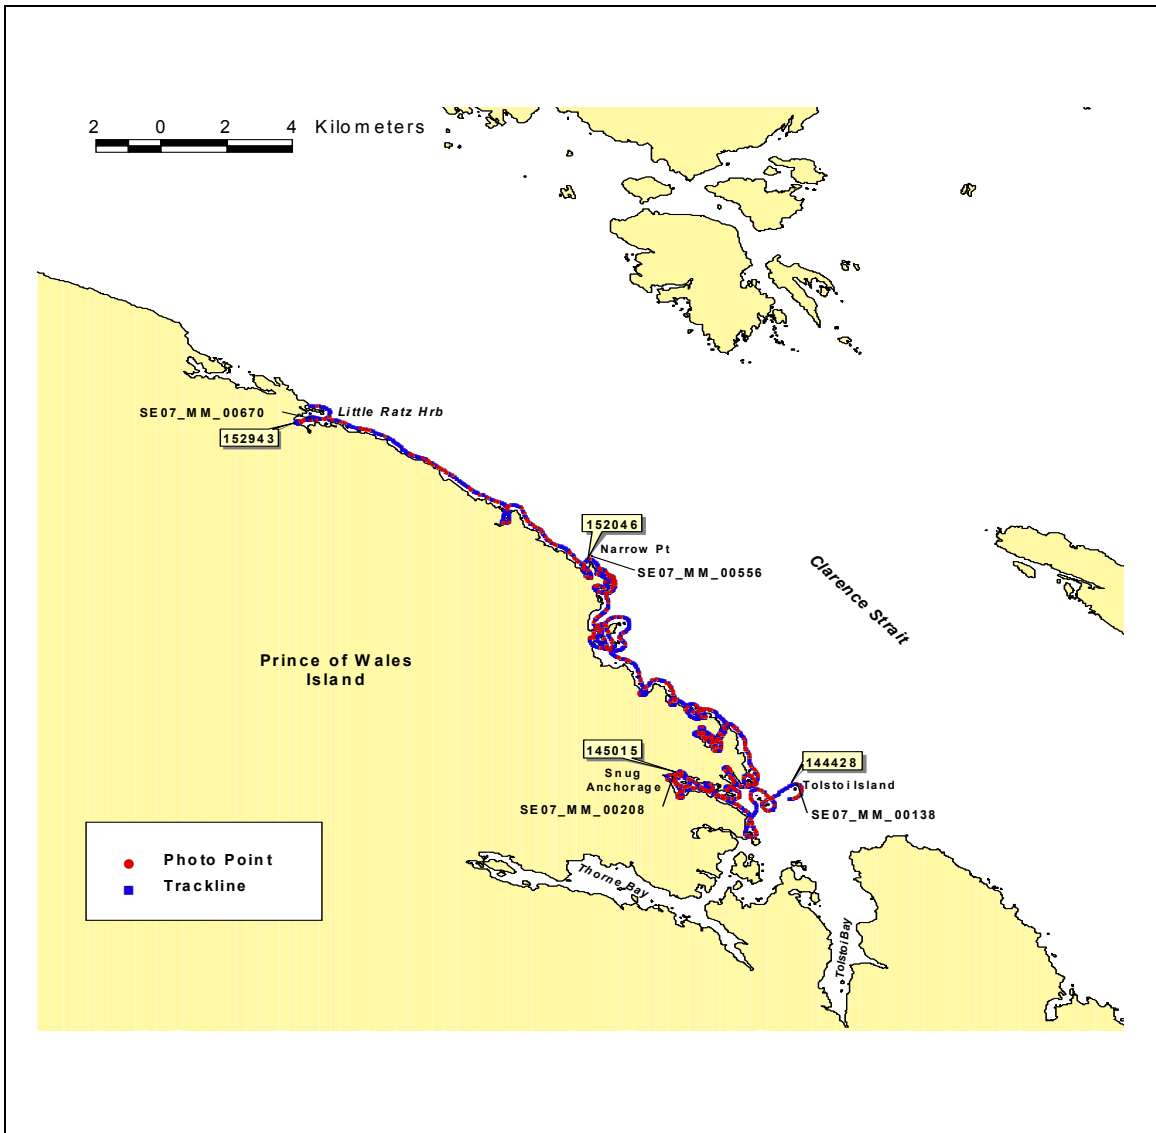 2 0 2 4 Kilometers
SE07_MM_00670
Little Ratz Hrb
152943
152046
Narrow Pt
SE07_MM_00556
Clarence Strait
Prince of Wales
Island
145015
144428
Snug
Anchorage
Tolstoi Island
SE07_MM_00208
SE07_MM_00138
Photo Point
Trackline
Thorne Bay
Tolstoi Bay